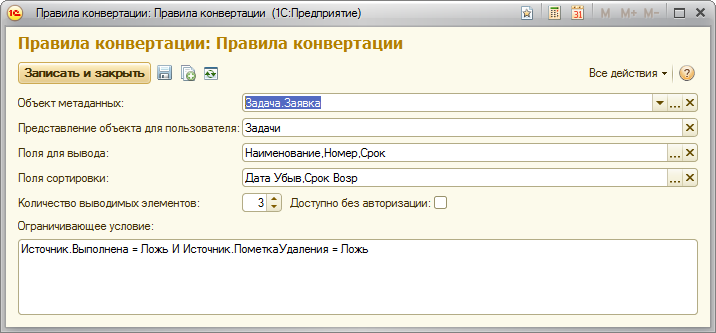 Правила конвертации: Правила конвертации (1С:Предприятие)
M M+ M-
Правила конвертации: Правила конвертации
Записать и закрыть Все действия ?
Объект метаданных: Задача.Заявка
Представление объекта для пользователя: Задачи
Поля для вывода: Наименование,Номер,Срок
Поля сортировки: Дата Убыв,Срок Возр
Количество выводимых элементов: 3 Доступно без авторизации:
Ограничивающее условие:
Источник.Выполнена = Ложь И Источник.ПометкаУдаления = Ложь